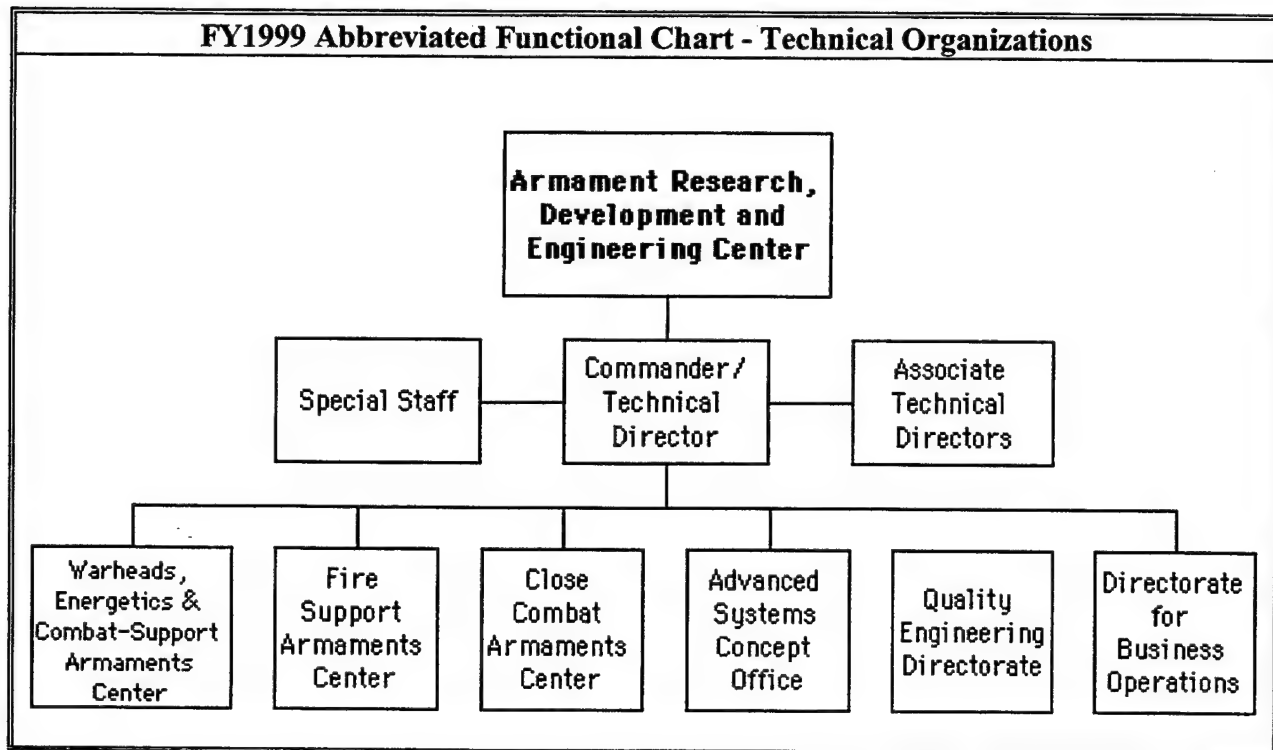 FY1999 Abbreviated Functional Chart - Technical Organizations
Armament Research,
Development and
Engineering Center
Special Staff
Commander/
Technical
Director
Associate
Technical
Directors
Warheads,
Energetics &
Combat-Support
Armaments
Center
Fire
Support
Armaments
Center
Close
Combat
Armaments
Center
Advanced
Systems
Concept
Office
Quality
Engineering
Directorate
Directorate
for
Business
Operations